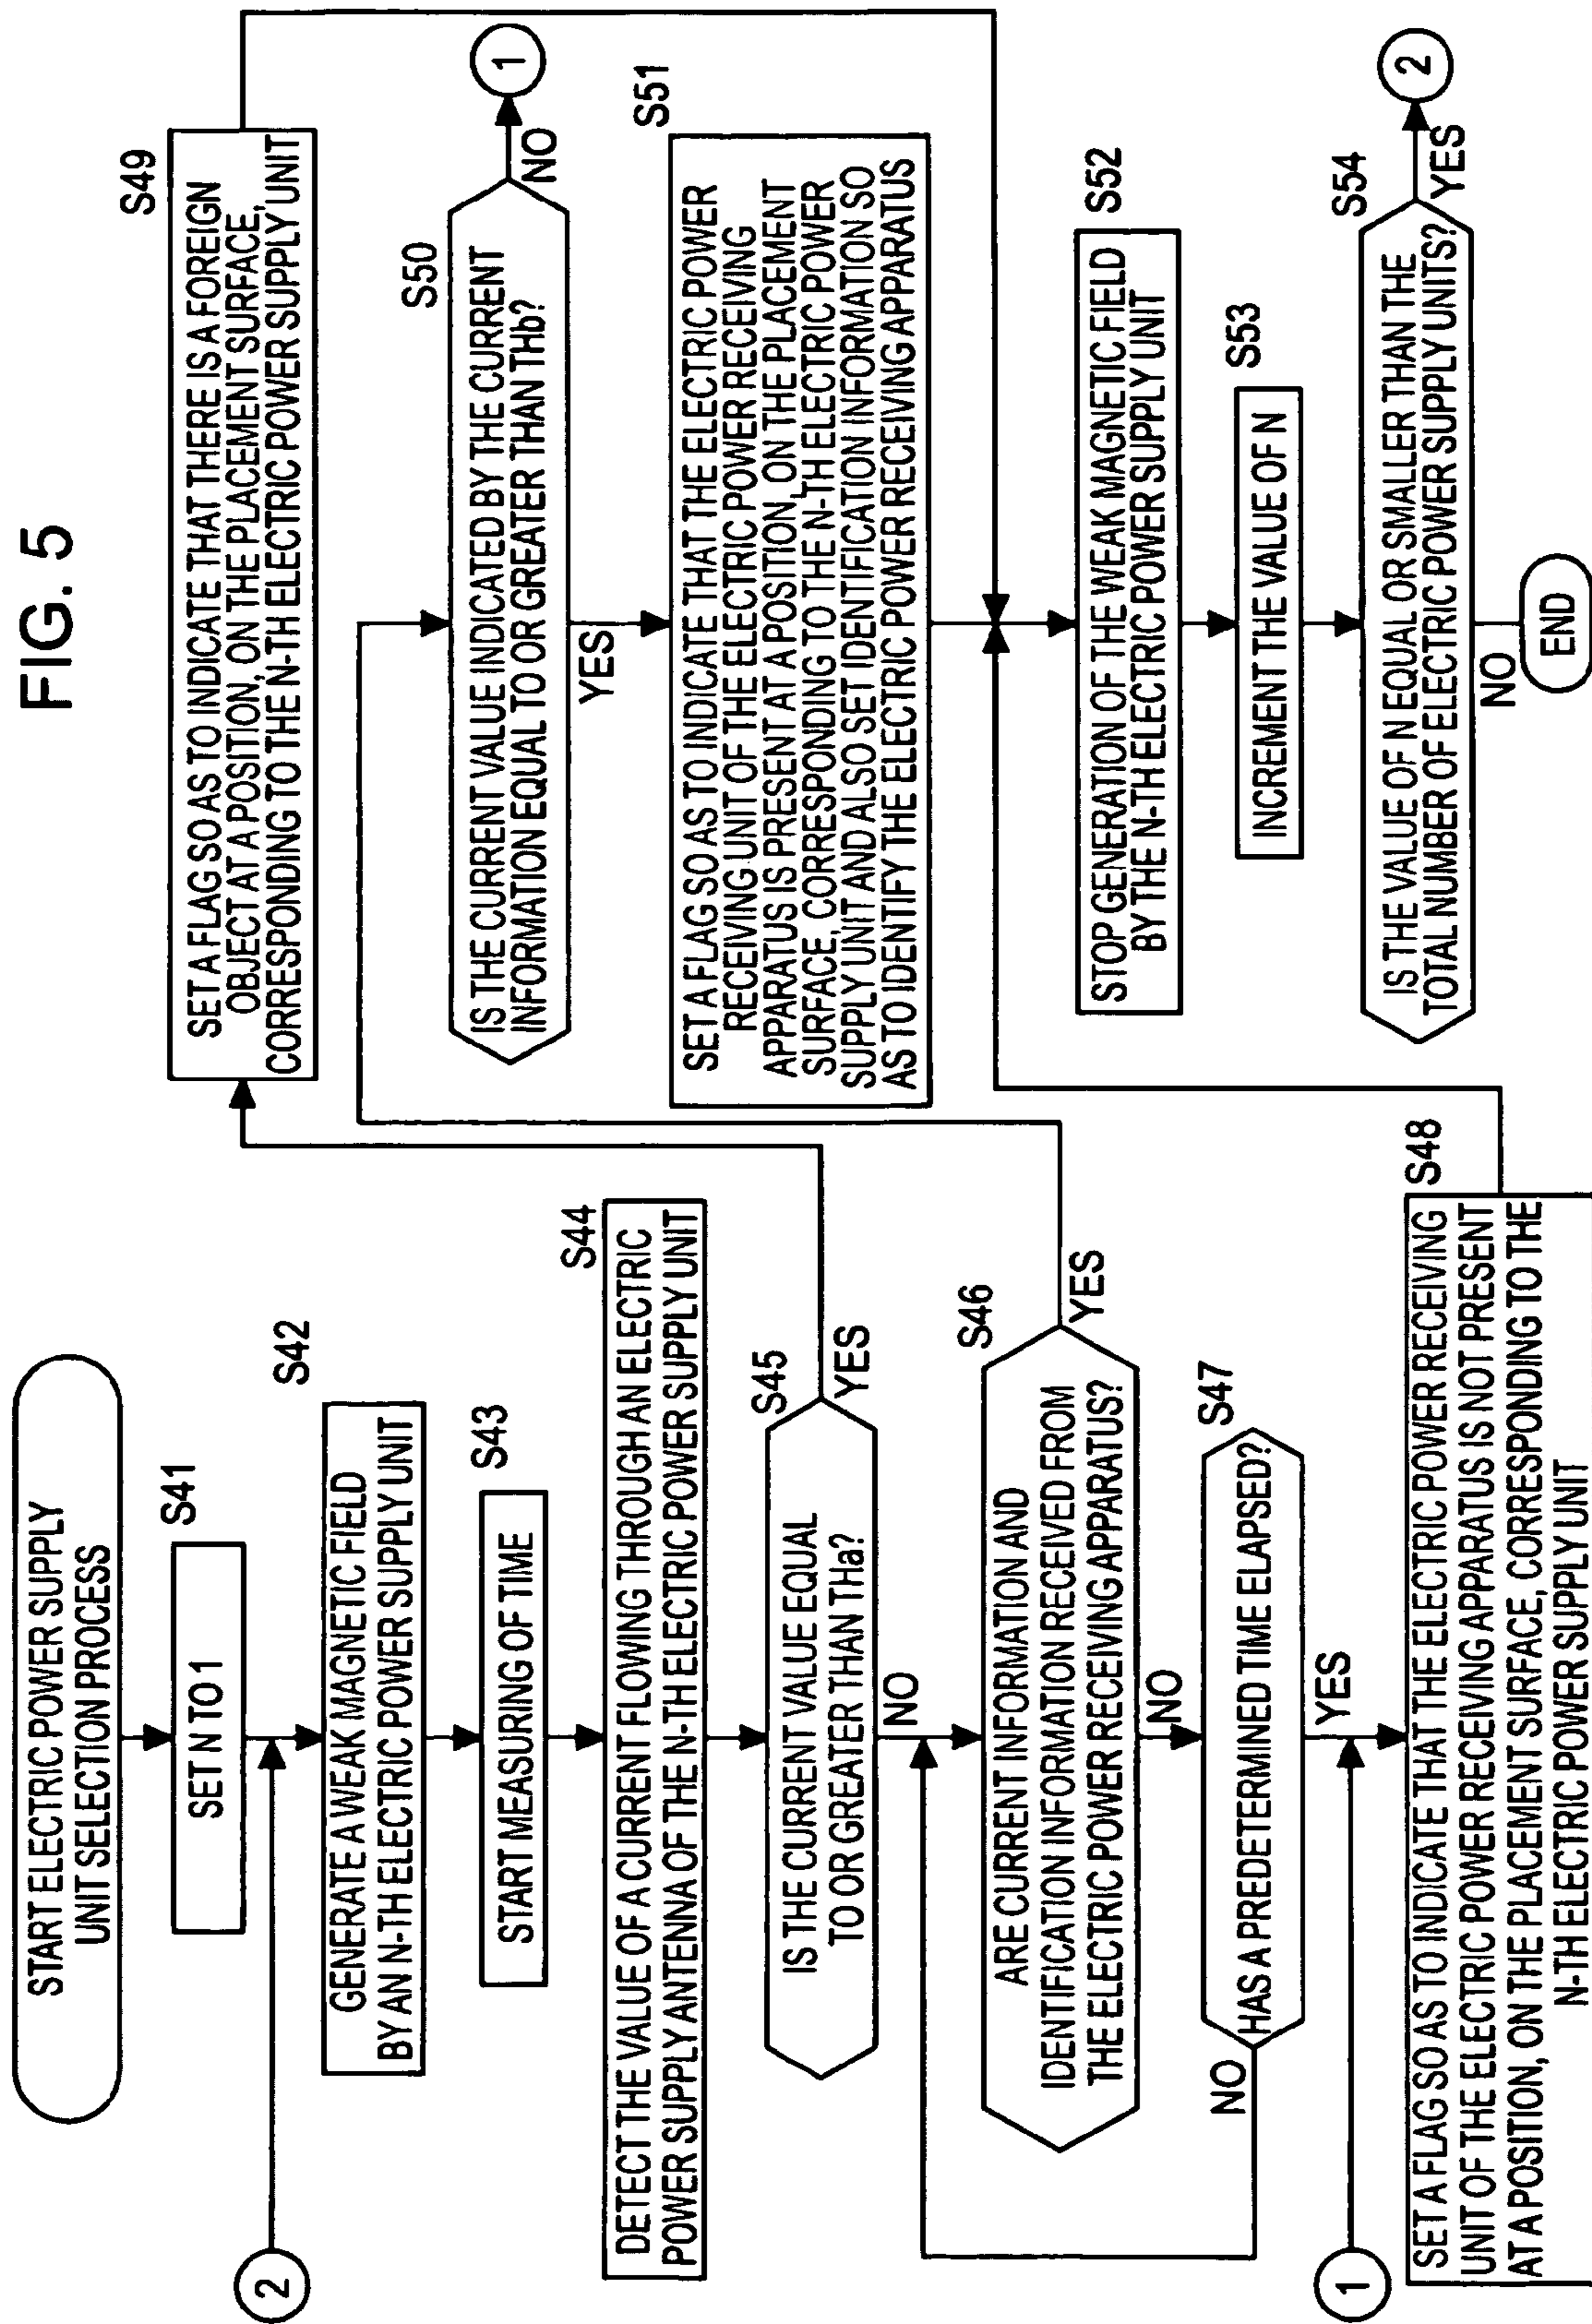 FIG. 5
START ELECTRIC POWER SUPPLY
UNIT SELECTION PROCESS
S41
SET N TO 1
2
S42
GENERATE A WEAK MAGNETIC FIELD
BY AN N-TH ELECTRIC POWER SUPPLY UNIT
S43
START MEASURING OF TIME
S44
DETECT THE VALUE OF A CURRENT FLOWING THROUGH AN ELECTRIC
POWER SUPPLY ANTENNA OF THE N-TH ELECTRIC POWER SUPPLY UNIT
S45
IS THE CURRENT VALUE EQUAL
TO OR GREATER THAN THa?
YES
NO
S46
ARE CURRENT INFORMATION AND
IDENTIFICATION INFORMATION RECEIVED FROM
THE ELECTRIC POWER RECEIVING APPARATUS?
YES
NO
S47
HAS A PREDETERMINED TIME ELAPSED?
NO
YES
1
S48
SET A FLAG SO AS TO INDICATE THAT THE ELECTRIC POWER RECEIVING
UNIT OF THE ELECTRIC POWER RECEIVING APPARATUS IS NOT PRESENT
AT A POSITION, ON THE PLACEMENT SURFACE, CORRESPONDING TO THE
N-TH ELECTRIC POWER SUPPLY UNIT
S49
SET A FLAG SO AS TO INDICATE THAT THERE IS A FOREIGN
OBJECT AT A POSITION, ON THE PLACEMENT SURFACE,
CORRESPONDING TO THE N-TH ELECTRIC POWER SUPPLY UNIT
S50
IS THE CURRENT VALUE INDICATED BY THE CURRENT
INFORMATION EQUAL TO OR GREATER THAN THb?
NO
1
YES
S51
SET A FLAG SO AS TO INDICATE THAT THE ELECTRIC POWER
RECEIVING UNIT OF THE ELECTRIC POWER RECEIVING
APPARATUS IS PRESENT AT A POSITION, ON THE PLACEMENT
SURFACE, CORRESPONDING TO THE N-TH ELECTRIC POWER
SUPPLY UNIT AND ALSO SET IDENTIFICATION INFORMATION SO
AS TO IDENTIFY THE ELECTRIC POWER RECEIVING APPARATUS
S52
STOP GENERATION OF THE WEAK MAGNETIC FIELD
BY THE N-TH ELECTRIC POWER SUPPLY UNIT
S53
INCREMENT THE VALUE OF N
S54
IS THE VALUE OF N EQUAL OR SMALLER THAN THE
TOTAL NUMBER OF ELECTRIC POWER SUPPLY UNITS?
YES
2
NO
END